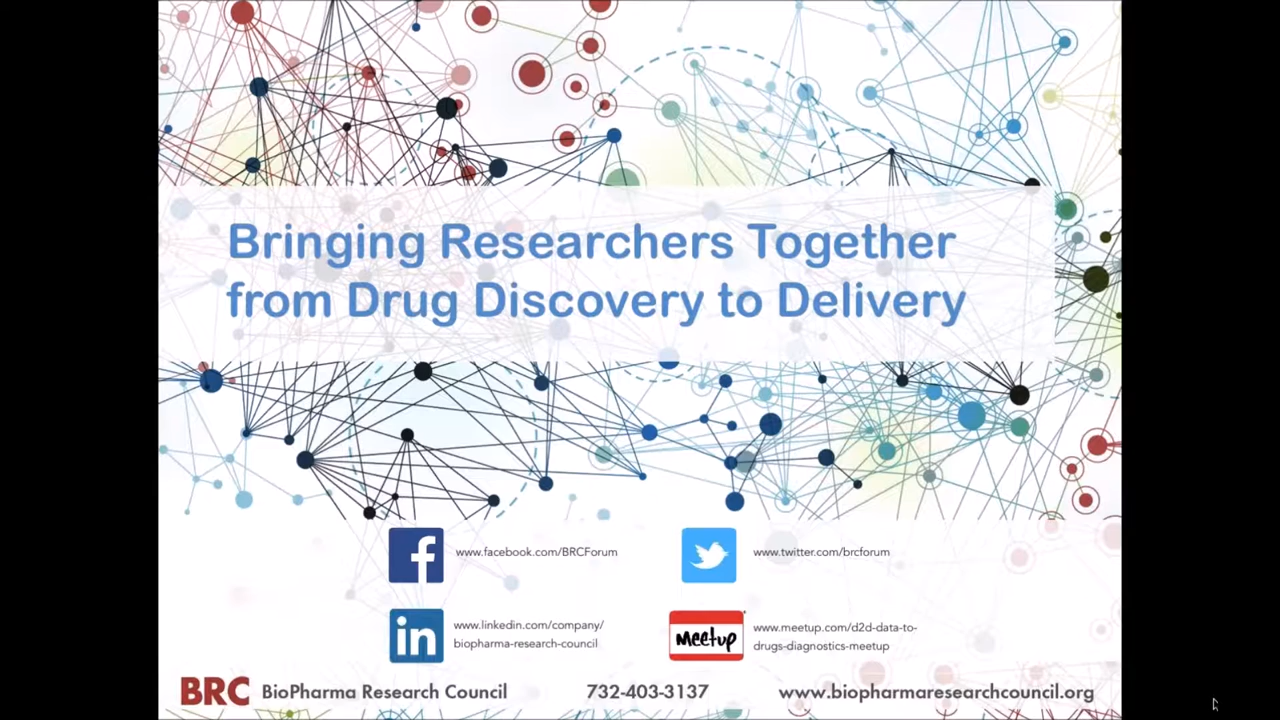 Bringing Researchers Together
from Drug Discovery to Delivery
f
www.facebook.com/BRCForum
www.twitter.com/brcforum
in
www.linkedin.com/company/
biopharma-research-council
Meetup
www.meetup.com/d2d-data-to-
drugs-diagnostics-meetup
BRC BioPharma Research Council 732-403-3137 www.biopharmaresearchcouncil.org